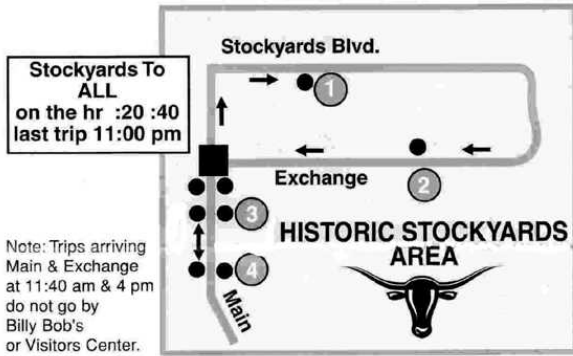 Stockyards Blvd.
Stockyards To
ALL
on the hr :20 :40
last trip 11:00 pm
1
Exchange
2
3
HISTORIC STOCKYARDS
AREA
Note: Trips arriving
Main & Exchange
at 11:40 am & 4 pm
do not go by
Billy Bob's
or Visitors Center.
4
Main